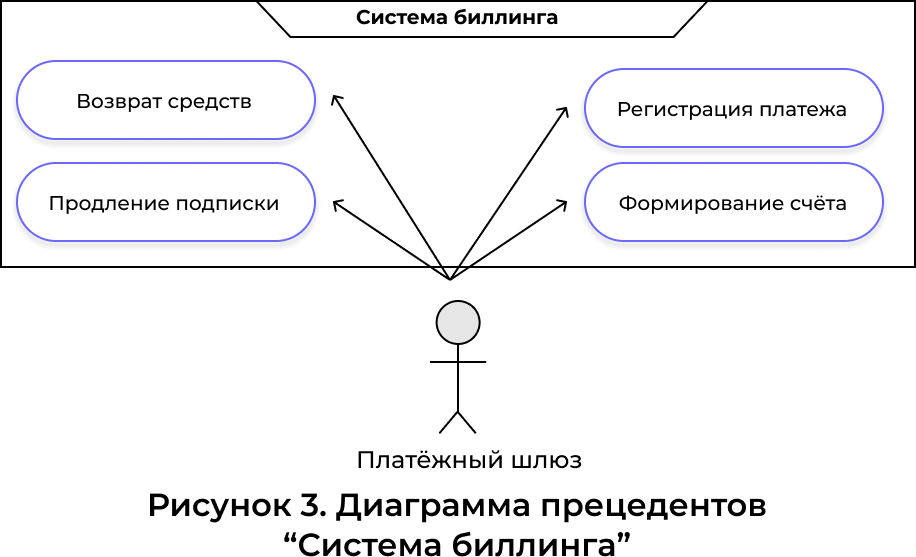 Система биллинга
Возврат средств
Регистрация платежа
Продление подписки
Формирование счёта
Платёжный шлюз
Рисунок 3. Диаграмма прецедентов
“Система биллинга”